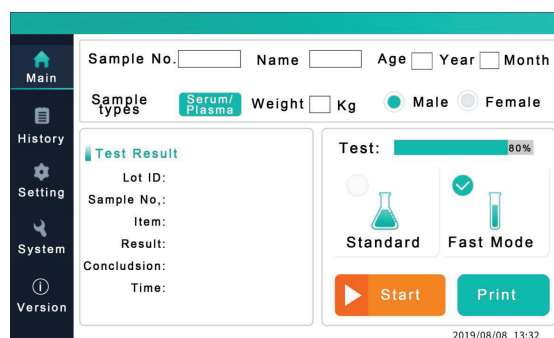 Main
History
Setting
System
Version
Sample No. Name Age Year Month
Sample types Serum/ Plasma Weight Kg Male Female
Test Result
Lot ID:
Sample No,:
Item:
Result:
Concludsion:
Time:
Test: 80%
Standard Fast Mode
Start Print
2019/08/08 13:32